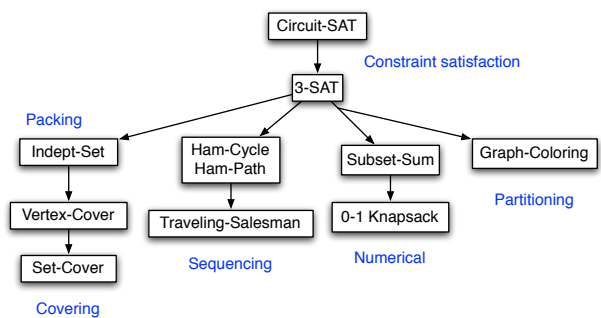 Circuit-SAT
Constraint satisfaction
3-SAT
Packing
Indept-Set
Ham-Cycle
Ham-Path
Subset-Sum
Graph-Coloring
Vertex-Cover
Traveling-Salesman
0-1 Knapsack
Partitioning
Set-Cover
Sequencing
Numerical
Covering